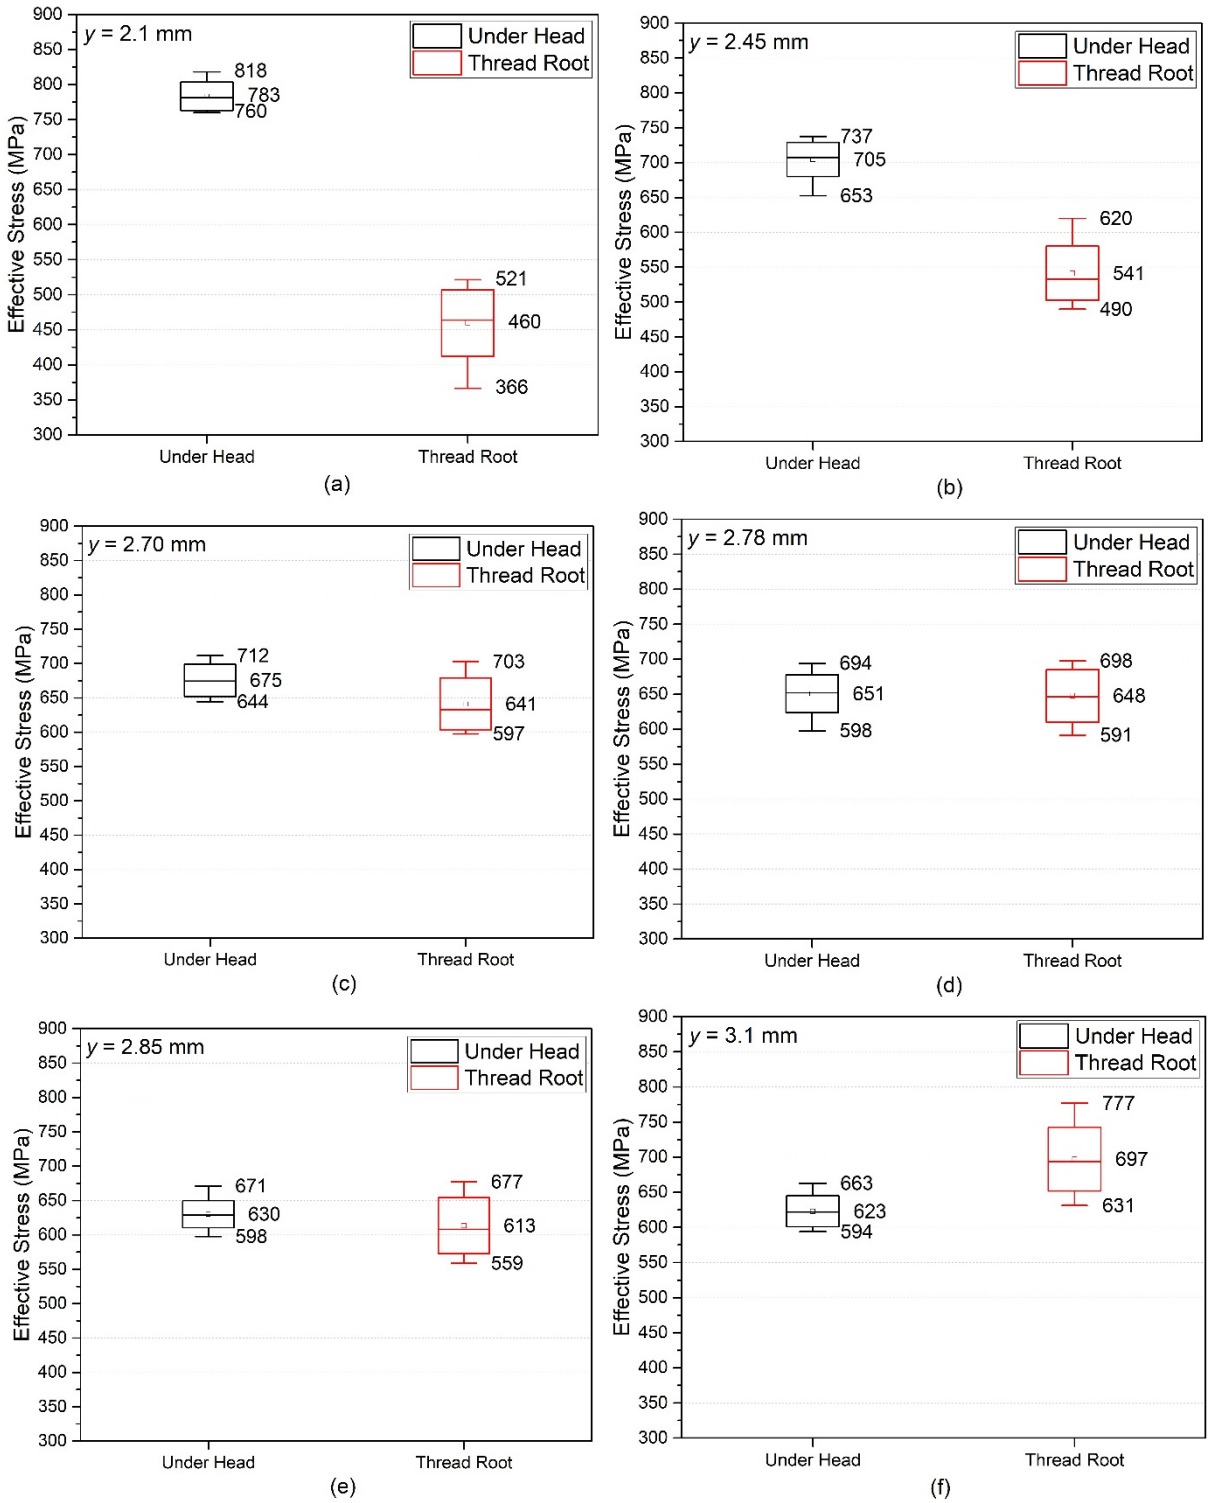 y = 2.1 mm
Under Head
Thread Root
Effective Stress (MPa)
900
850
800
750
700
650
600
550
500
450
400
350
300
818
783
760
521
460
366
Under Head
Thread Root
(a)
y = 2.45 mm
Under Head
Thread Root
Effective Stress (MPa)
900
850
800
750
700
650
600
550
500
450
400
350
300
737
705
653
620
541
490
Under Head
Thread Root
(b)
y = 2.70 mm
Under Head
Thread Root
Effective Stress (MPa)
900
850
800
750
700
650
600
550
500
450
400
350
300
712
675
644
703
641
597
Under Head
Thread Root
(c)
y = 2.78 mm
Under Head
Thread Root
Effective Stress (MPa)
900
850
800
750
700
650
600
550
500
450
400
350
300
694
651
598
698
648
591
Under Head
Thread Root
(d)
y = 2.85 mm
Under Head
Thread Root
Effective Stress (MPa)
900
850
800
750
700
650
600
550
500
450
400
350
300
671
630
598
677
613
559
Under Head
Thread Root
(e)
y = 3.1 mm
Under Head
Thread Root
Effective Stress (MPa)
900
850
800
750
700
650
600
550
500
450
400
350
300
663
623
594
777
697
631
Under Head
Thread Root
(f)